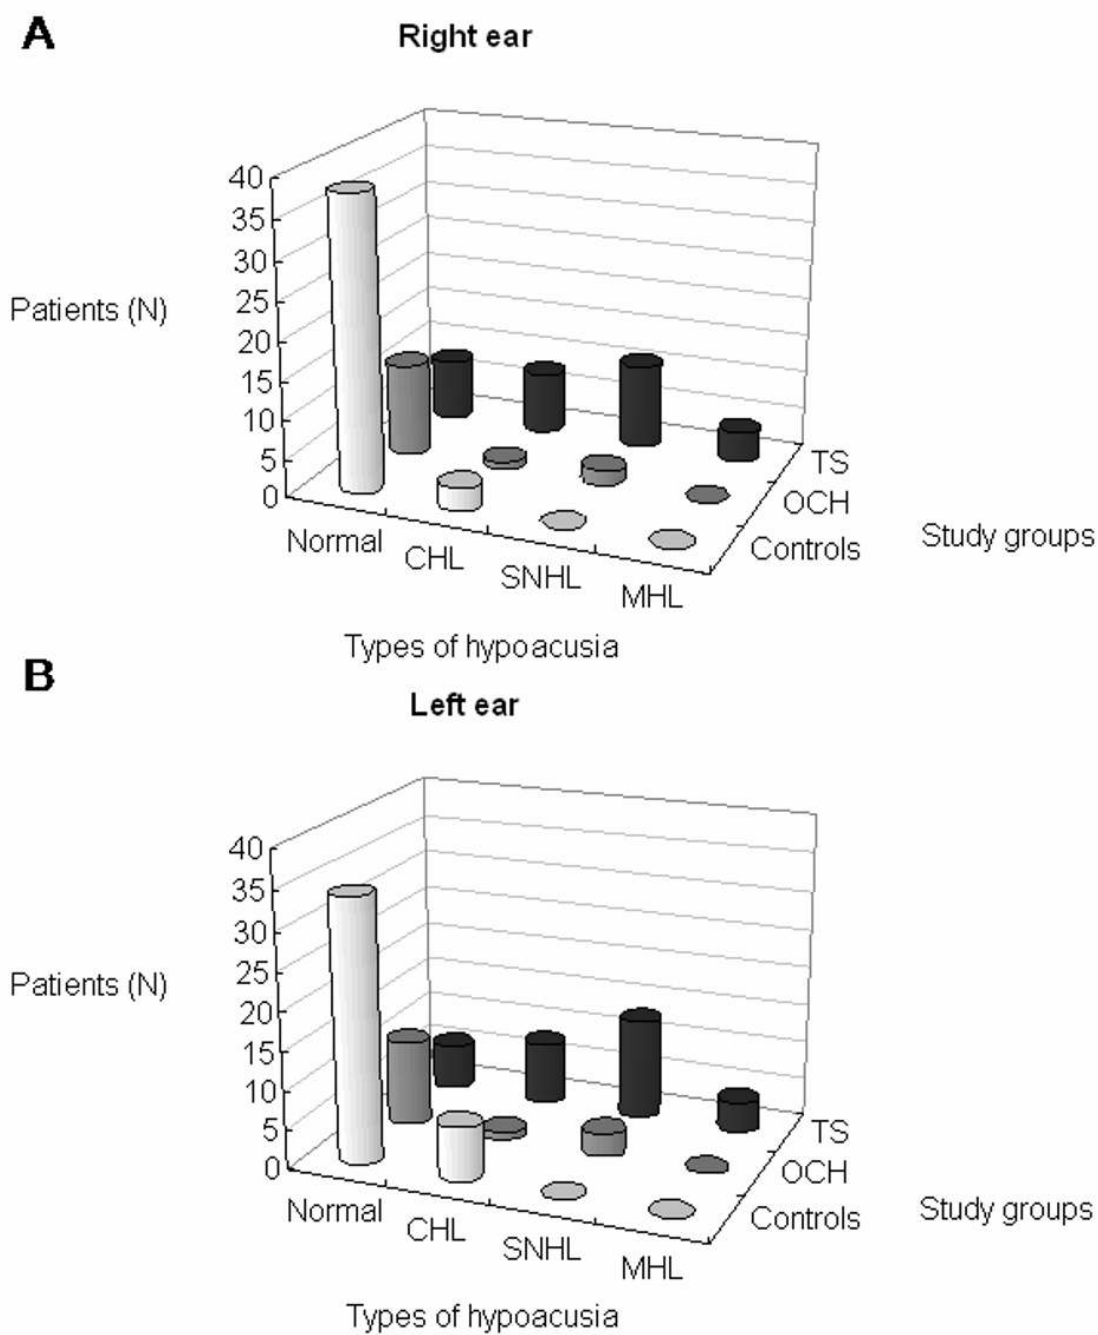 A
Right ear
40
35
30
25
20
15
10
5
0
Patients (N)
Normal
CHL
SNHL
MHL
TS
OCH
Controls
Study groups
Types of hypoacusia
B
Left ear
40
35
30
25
20
15
10
5
0
Patients (N)
Normal
CHL
SNHL
MHL
TS
OCH
Controls
Study groups
Types of hypoacusia